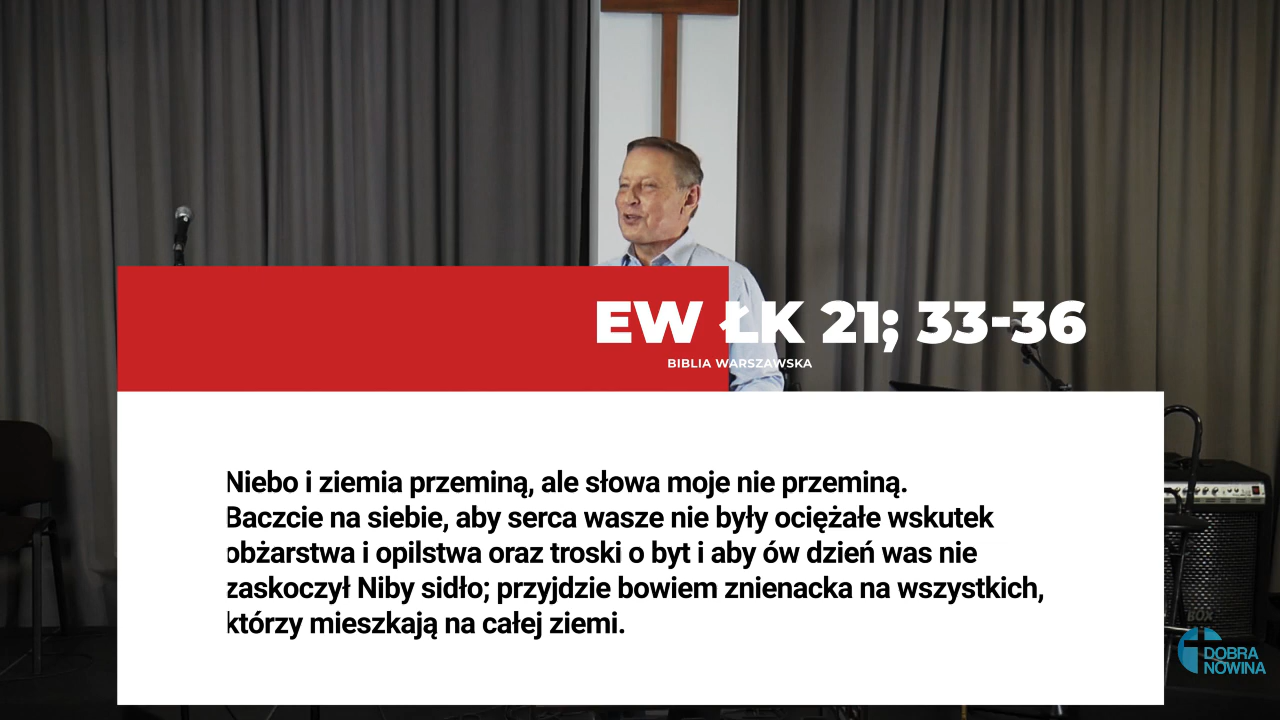 EW ŁK 21; 33-36
BIBLIA WARSZAWSKA
Niebo i ziemia przeminą, ale słowa moje nie przeminą.
Baczcie na siebie, aby serca wasze nie były ociężałe wskutek
obżarstwa i opilstwa oraz troski o byt i aby ów dzień was nie
zaskoczył Niby sidło; przyjdzie bowiem znienacka na wszystkich,
którzy mieszkają na całej ziemi.
BOX
DOBRA
NOWINA